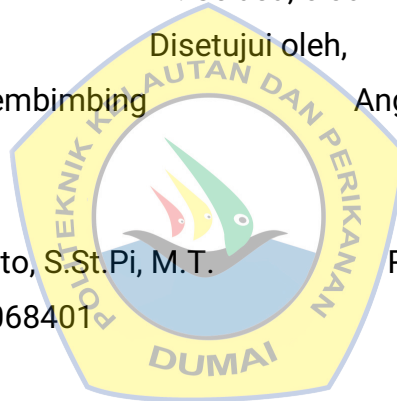 Disetujui oleh,
embimbing Ang
to, S.St.Pi, M.T.
068401
POLITEKNIK KELAUTAN DAN PERIKANAN
DUMAI